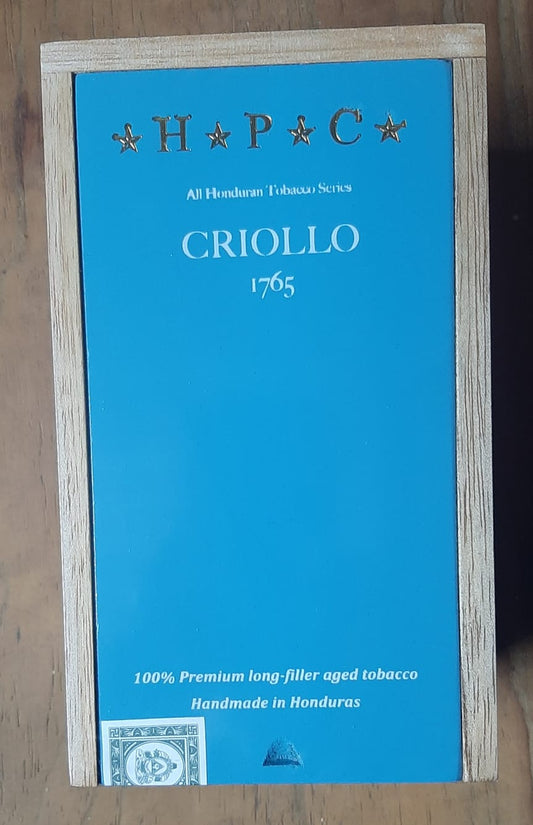 ★H★P★C★
All Honduran Tobacco Series
CRIOLLO
1765
100% Premium long-filler aged tobacco
Handmade in Honduras